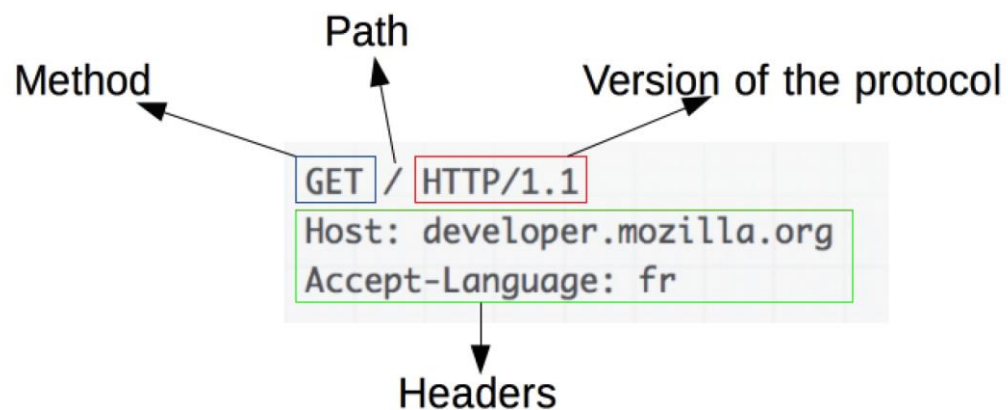 Path
Method
Version of the protocol
GET / HTTP/1.1
Host: developer.mozilla.org
Accept-Language: fr
Headers